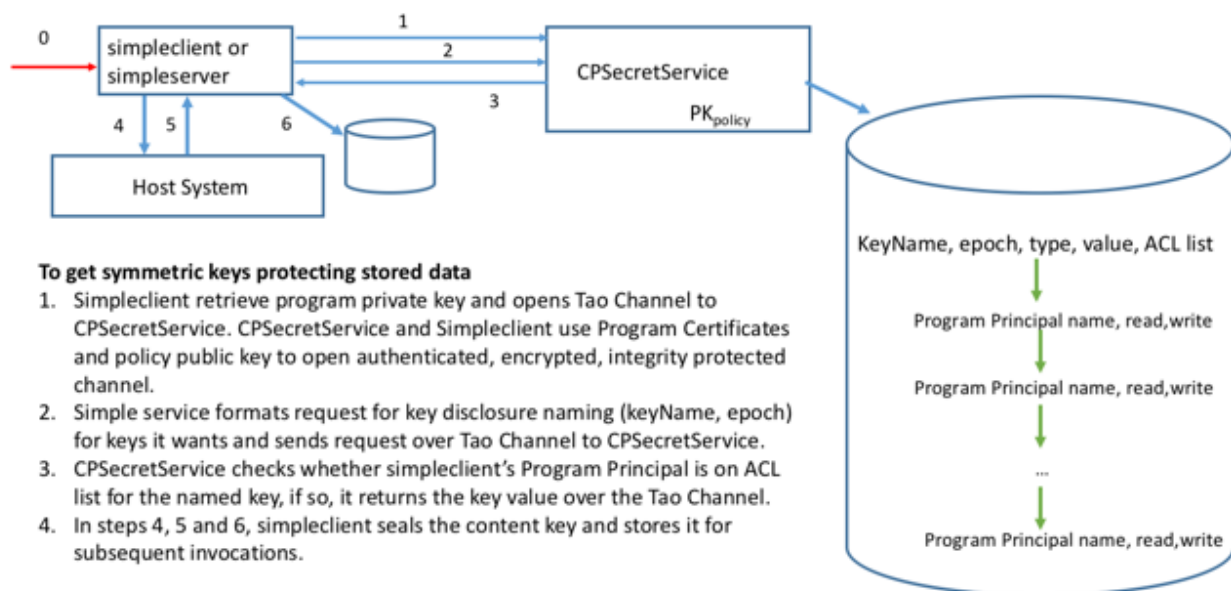 0
simpleclient or
simpleserver
1
2
3
CPSecretService
PKpolicy
4
5
6
Host System
KeyName, epoch, type, value, ACL list
Program Principal name, read,write
Program Principal name, read,write
...
Program Principal name, read,write
To get symmetric keys protecting stored data
1. Simpleclient retrieve program private key and opens Tao Channel to
CPSecretService. CPSecretService and Simpleclient use Program Certificates
and policy public key to open authenticated, encrypted, integrity protected
channel.
2. Simple service formats request for key disclosure naming (keyName, epoch)
for keys it wants and sends request over Tao Channel to CPSecretService.
3. CPSecretService checks whether simpleclient's Program Principal is on ACL
list for the named key, if so, it returns the key value over the Tao Channel.
4. In steps 4, 5 and 6, simpleclient seals the content key and stores it for
subsequent invocations.